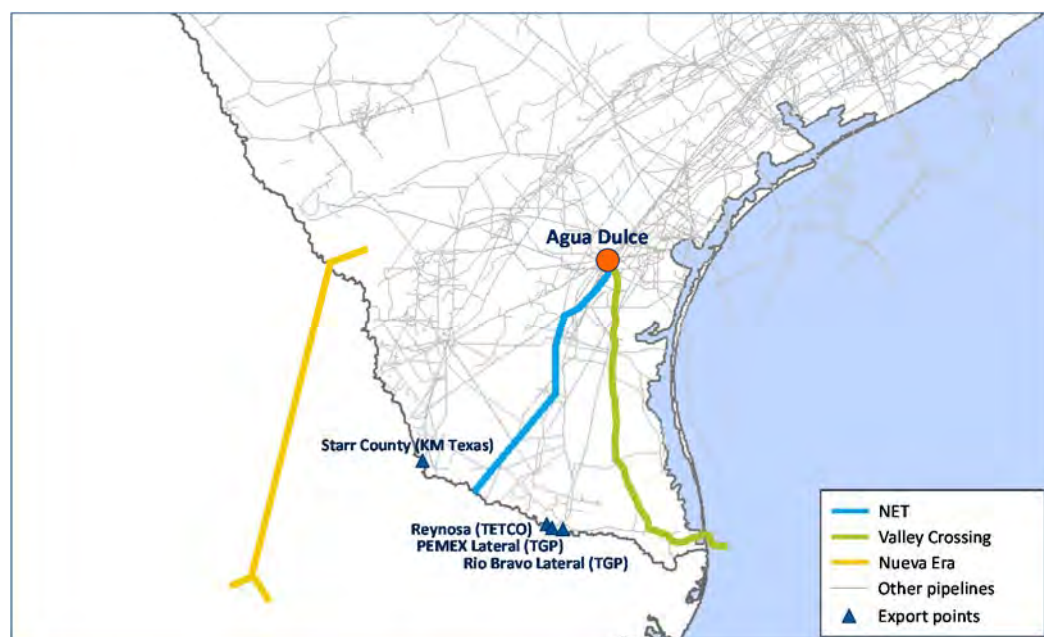 Agua Dulce
Starr County (KM Texas)
Reynosa (TETCO)
PEMEX Lateral (TGP)
Rio Bravo Lateral (TGP)
NET
Valley Crossing
Nueva Era
Other pipelines
Export points